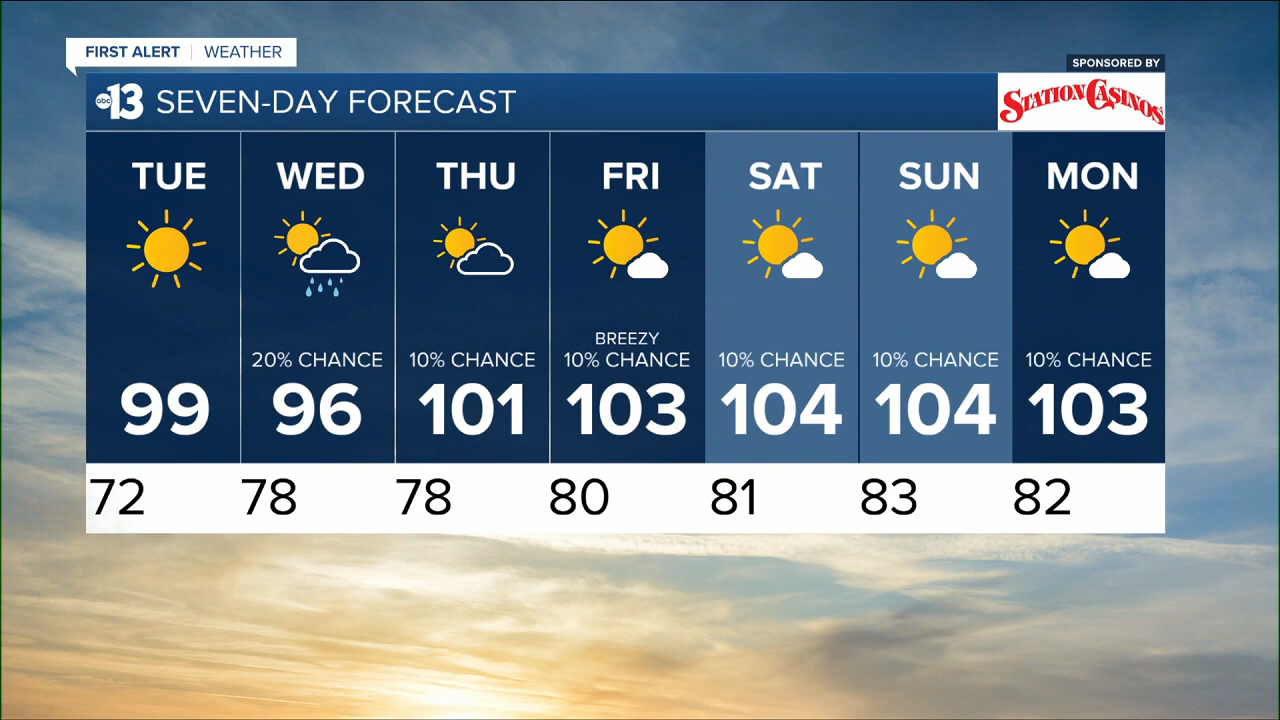 FIRST ALERT | WEATHER
SPONSORED BY
abc 13 SEVEN-DAY FORECAST
STATION CASINOS
TUE WED THU FRI SAT SUN MON
BREEZY
20% CHANCE 10% CHANCE 10% CHANCE 10% CHANCE 10% CHANCE 10% CHANCE
99 96 101 103 104 104 103
72 78 78 80 81 83 82